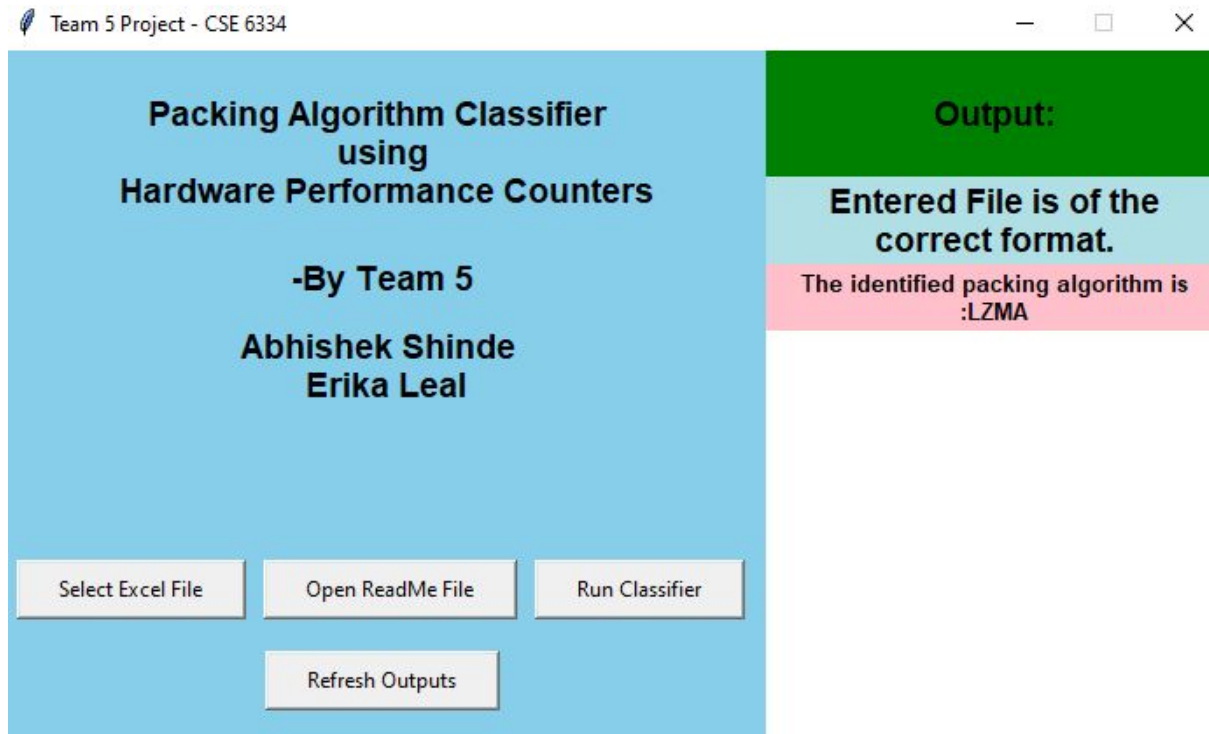 Team 5 Project - CSE 6334
Packing Algorithm Classifier
using
Hardware Performance Counters
-By Team 5
Abhishek Shinde
Erika Leal
Select Excel File
Open ReadMe File
Run Classifier
Refresh Outputs
Output:
Entered File is of the
correct format.
The identified packing algorithm is
:LZMA